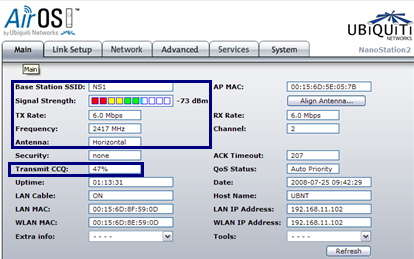 AirOS
by Ubiquiti Networks
UBIQUITI
NETWORKS
NanoStation2
Main Link Setup Network Advanced Services System
Main
Base Station SSID: NS1 AP MAC: 00:15:6D:5E:05:7B
Signal Strength: -73 dBm Align Antenna...
TX Rate: 6.0 Mbps RX Rate: 6.0 Mbps
Frequency: 2417 MHz Channel: 2
Antenna: Horizontal
Security: none ACK Timeout: 207
Transmit CCQ: 47% QoS Status: Auto Priority
Uptime: 01:13:31 Date: 2008-07-25 09:42:29
LAN Cable: ON Host Name: UBNT
LAN MAC: 00:15:6D:8F:59:0D LAN IP Address: 192.168.11.102
WLAN MAC: 00:15:6D:8E:59:0D WLAN IP Address: 192.168.11.102
Extra info: - - - - Tools: - - - -
Refresh